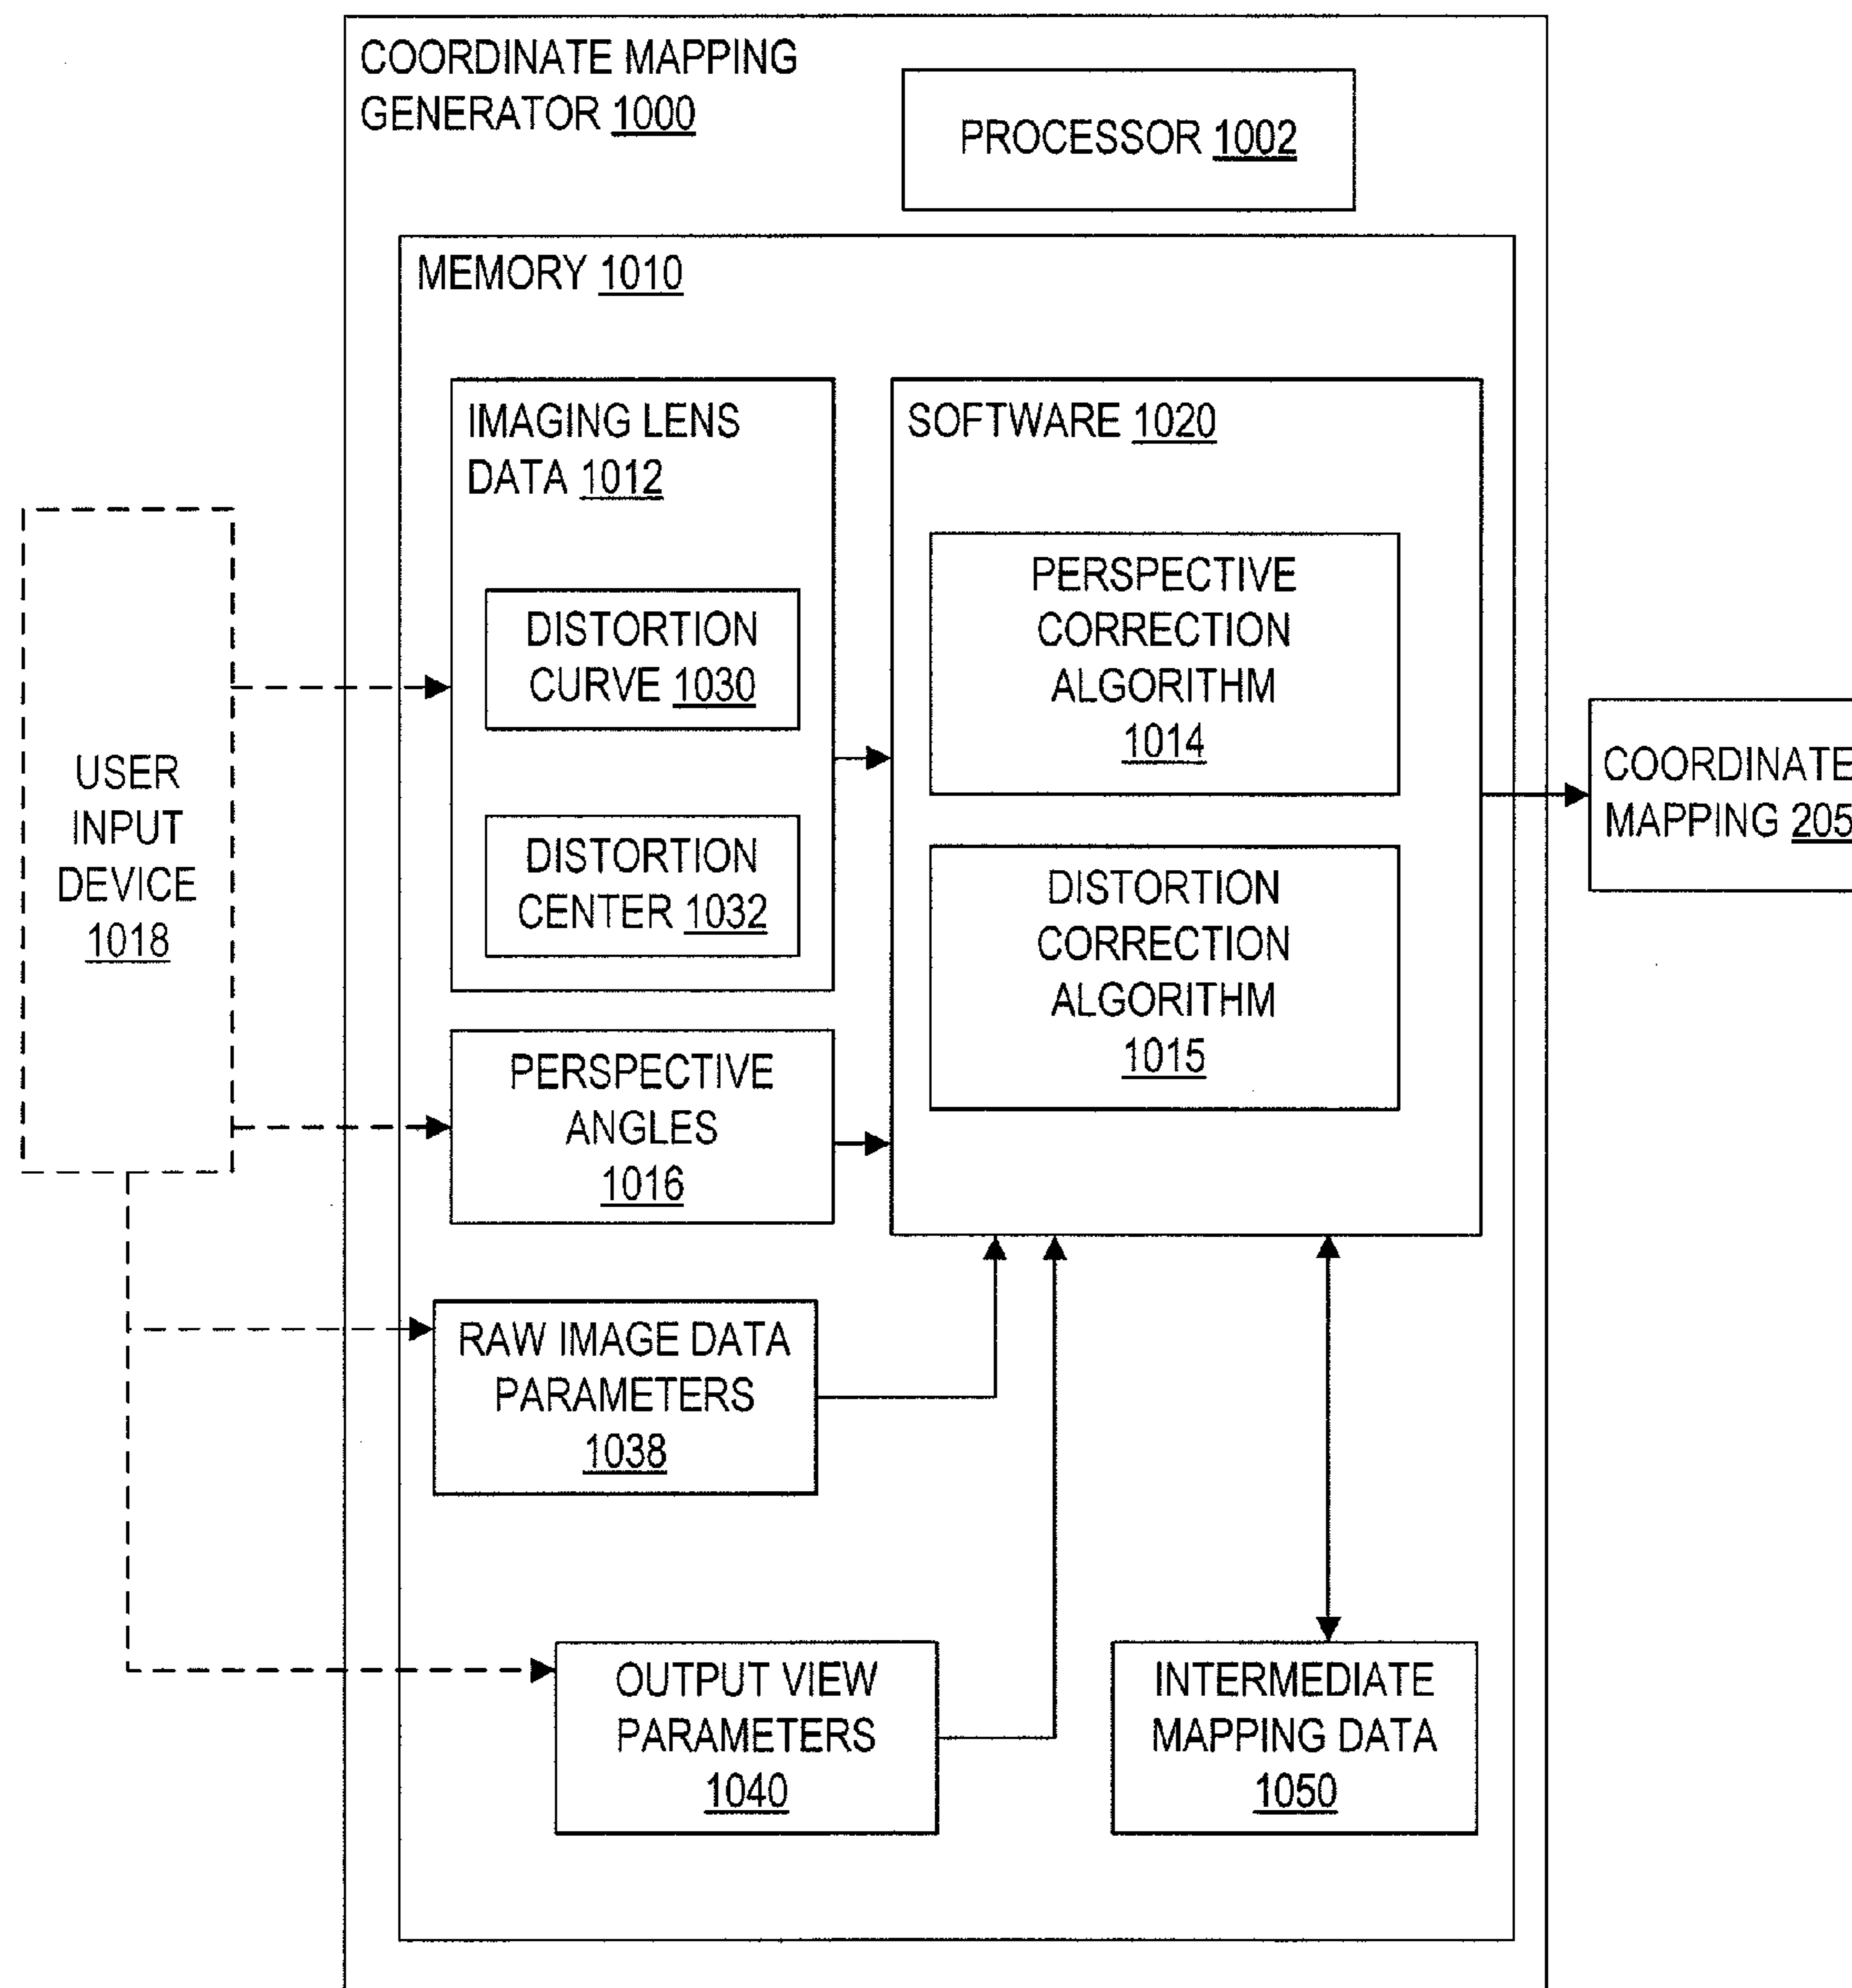 COORDINATE MAPPING
GENERATOR 1000
PROCESSOR 1002
MEMORY 1010
IMAGING LENS
DATA 1012
DISTORTION
CURVE 1030
DISTORTION
CENTER 1032
SOFTWARE 1020
PERSPECTIVE
CORRECTION
ALGORITHM
1014
DISTORTION
CORRECTION
ALGORITHM
1015
USER
INPUT
DEVICE
1018
COORDINATE
MAPPING 205
PERSPECTIVE
ANGLES
1016
RAW IMAGE DATA
PARAMETERS
1038
OUTPUT VIEW
PARAMETERS
1040
INTERMEDIATE
MAPPING DATA
1050